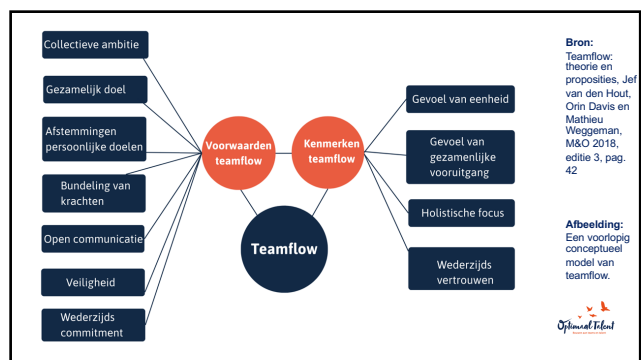 Collectieve ambitie
Gezamelijk doel
Afstemmingen
persoonlijke doelen
Bundeling van
krachten
Open communicatie
Veiligheid
Wederzijds
commitment
Voorwaarden
teamflow
Kenmerken
teamflow
Teamflow
Gevoel van eenheid
Gevoel van
gezamenlijke
vooruitgang
Holistische focus
Wederzijds
vertrouwen
Bron:
Teamflow:
theorie en
proposities, Jef
van den Hout,
Orin Davis en
Mathieu
Weggeman,
M&O 2018,
editie 3, pag.
42
Afbeelding:
Een voorlopig
conceptueel
model van
teamflow.
Optimaal Talent